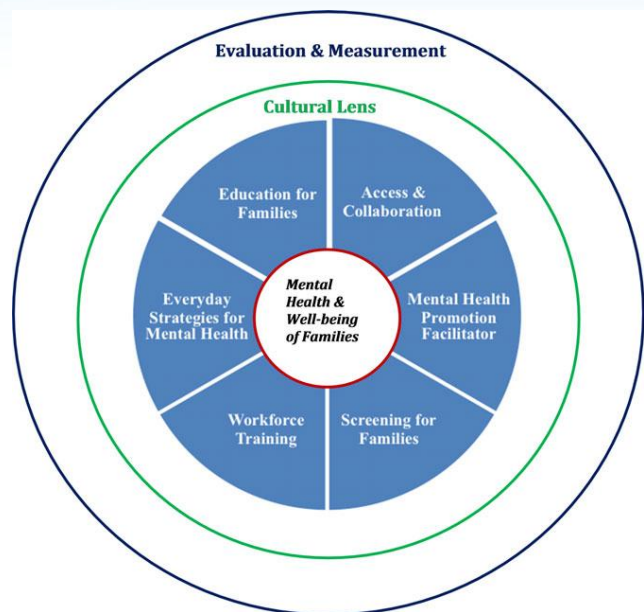 Evaluation & Measurement
Cultural Lens
Education for
Families
Access &
Collaboration
Everyday
Strategies for
Mental Health
Mental
Health &
Well-being
of Families
Mental Health
Promotion
Facilitator
Workforce
Training
Screening for
Families